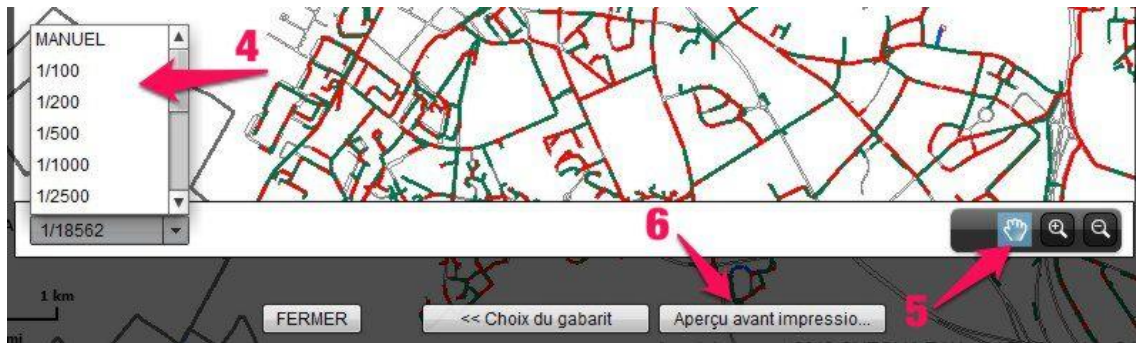 MANUEL
4
1/100
1/200
1/500
1/1000
1/2500
1/18562
6
5
1 km
mi
FERMER
<< Choix du gabarit
Aperçu avant impressio...